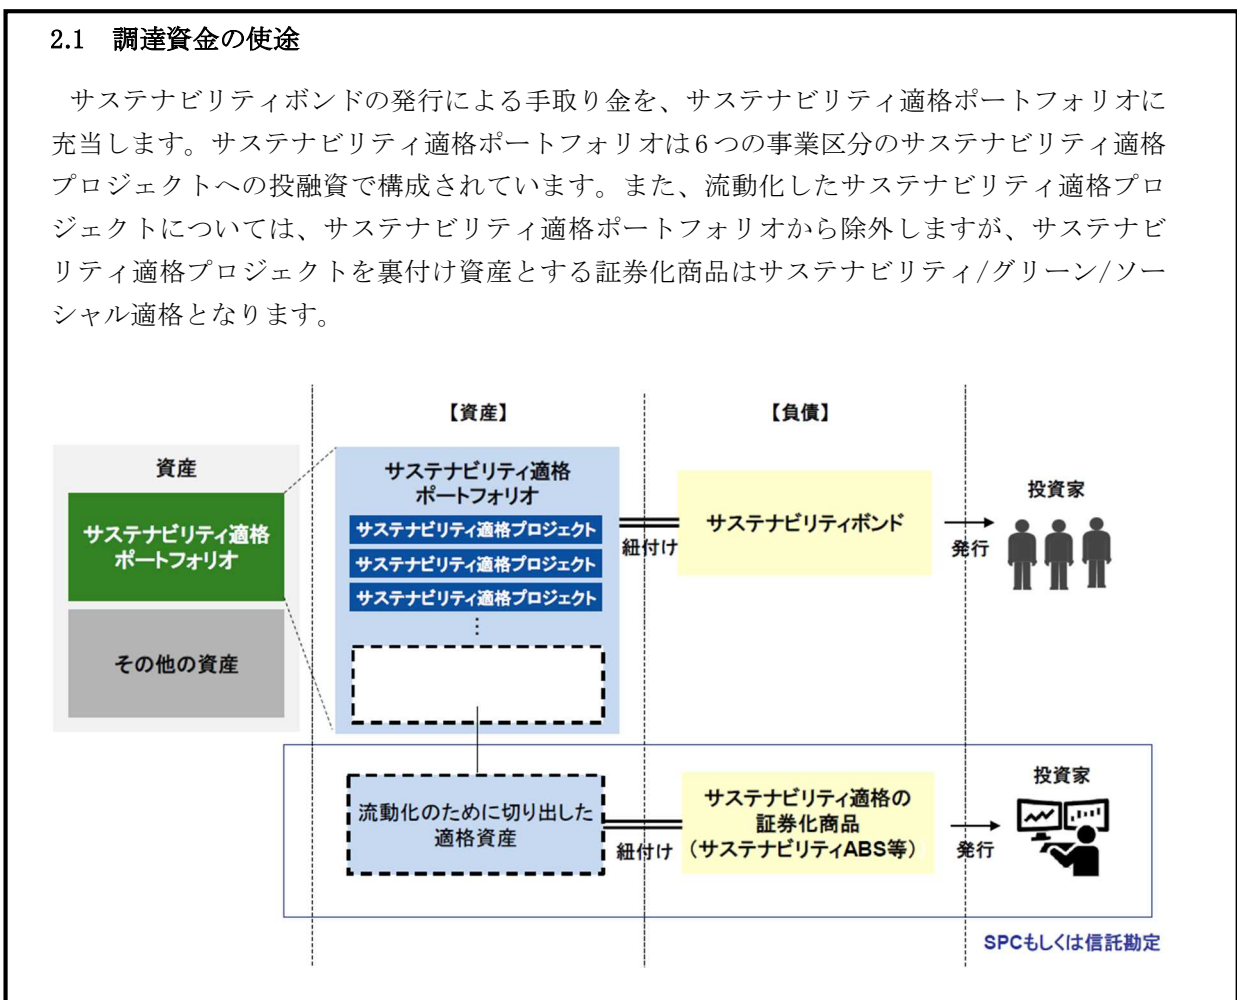 2.1 調達資金の使途
サステナビリティボンドの発行による手取り金を、サステナビリティ適格ポートフォリオに
充当します。サステナビリティ適格ポートフォリオは6つの事業区分のサステナビリティ適格
プロジェクトへの投融資で構成されています。また、流動化したサステナビリティ適格プロ
ジェクトについては、サステナビリティ適格ポートフォリオから除外しますが、サステナビ
リティ適格プロジェクトを裏付け資産とする証券化商品はサステナビリティ/グリーン/ソー
シャル適格となります。
【資産】
【負債】
資産
サステナビリティ適格
ポートフォリオ
その他の資産
サステナビリティ適格
ポートフォリオ
サステナビリティ適格プロジェクト
サステナビリティ適格プロジェクト
サステナビリティ適格プロジェクト
⋮
紐付け
サステナビリティボンド
発行
投資家
流動化のために切り出した
適格資産
紐付け
サステナビリティ適格の
証券化商品
（サステナビリティABS等）
発行
投資家
SPCもしくは信託勘定